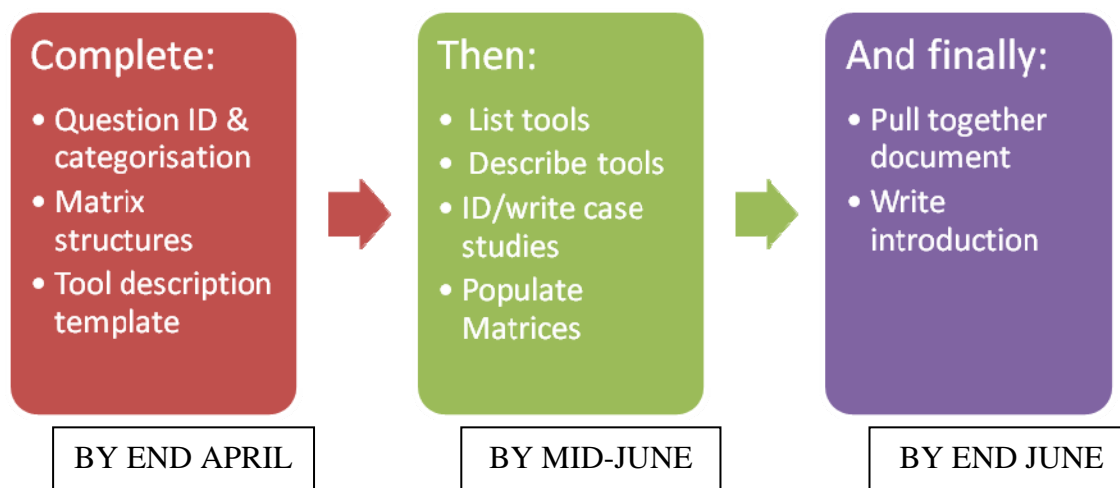 Complete:
• Question ID &
categorisation
• Matrix
structures
• Tool description
template
BY END APRIL
Then:
• List tools
• Describe tools
• ID/write case
studies
• Populate
Matrices
BY MID-JUNE
And finally:
• Pull together
document
• Write
introduction
BY END JUNE